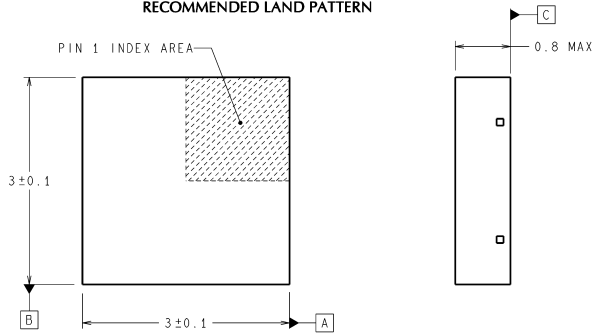 RECOMMENDED LAND PATTERN
C
PIN 1 INDEX AREA
0.8 MAX
3±0.1
B
3±0.1
A